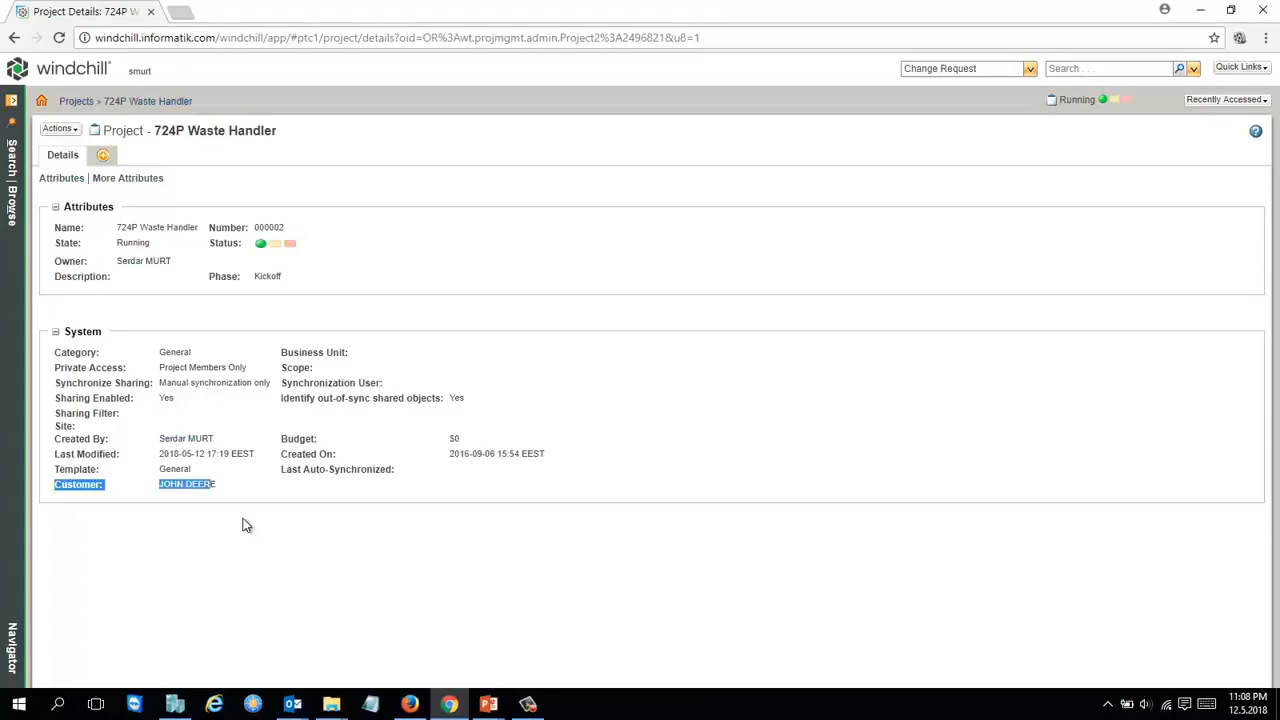 Project Details: 724P W
windchill.informatik.com/windchill/app/#ptc1/project/details?oid=OR%3Awt.projmgmt.admin.Project2%3A2496821&u8=1
windchill smurt Change Request Search . . . Quick Links
Projects > 724P Waste Handler Running Recently Accessed
Actions Project - 724P Waste Handler
Details
Attributes | More Attributes
Attributes
Name: 724P Waste Handler Number: 000002
State: Running Status:
Owner: Serdar MURT
Description: Phase: Kickoff
System
Category: General Business Unit:
Private Access: Project Members Only Scope:
Synchronize Sharing: Manual synchronization only Synchronization User:
Sharing Enabled: Yes Identify out-of-sync shared objects: Yes
Sharing Filter:
Site:
Created By: Serdar MURT Budget: $0
Last Modified: 2018-05-12 17:19 EEST Created On: 2016-09-06 15:54 EEST
Template: General Last Auto-Synchronized:
Customer: JOHN DEERE
Search | Browse
Navigator
11:08 PM
12.5.2018